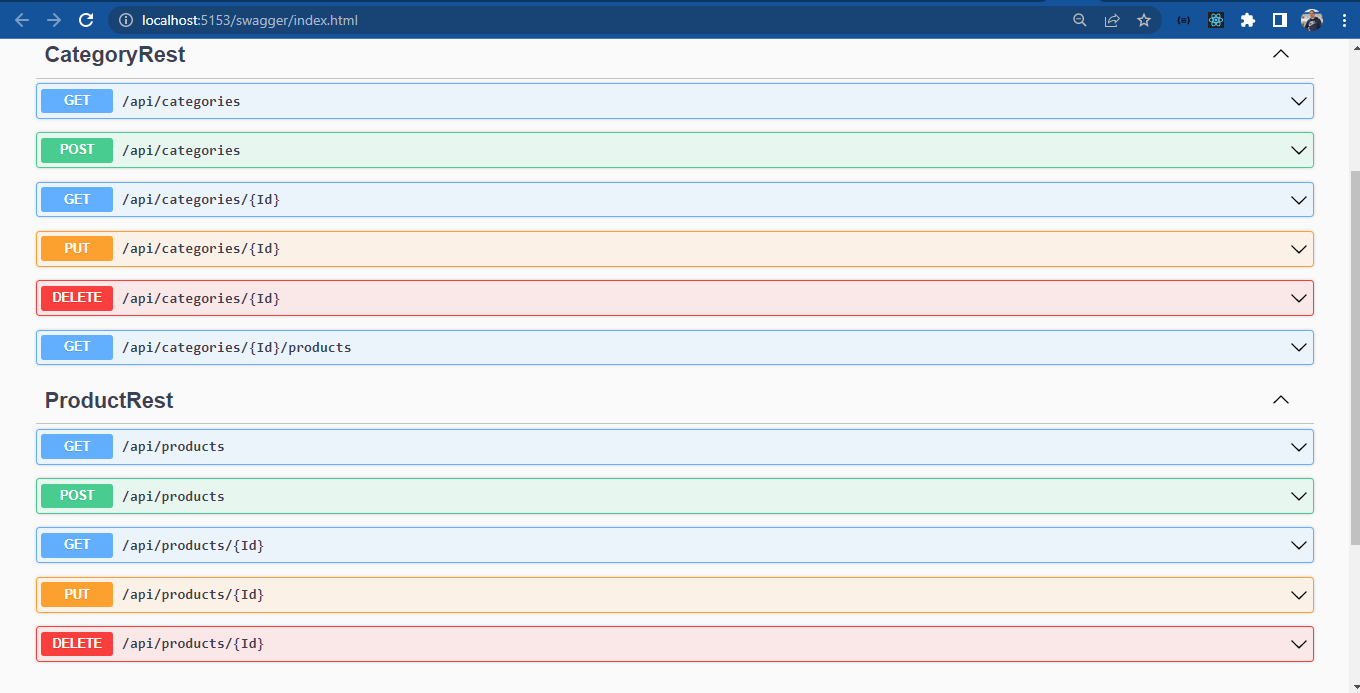 localhost:5153/swagger/index.html
CategoryRest
GET /api/categories
POST /api/categories
GET /api/categories/{Id}
PUT /api/categories/{Id}
DELETE /api/categories/{Id}
GET /api/categories/{Id}/products
ProductRest
GET /api/products
POST /api/products
GET /api/products/{Id}
PUT /api/products/{Id}
DELETE /api/products/{Id}